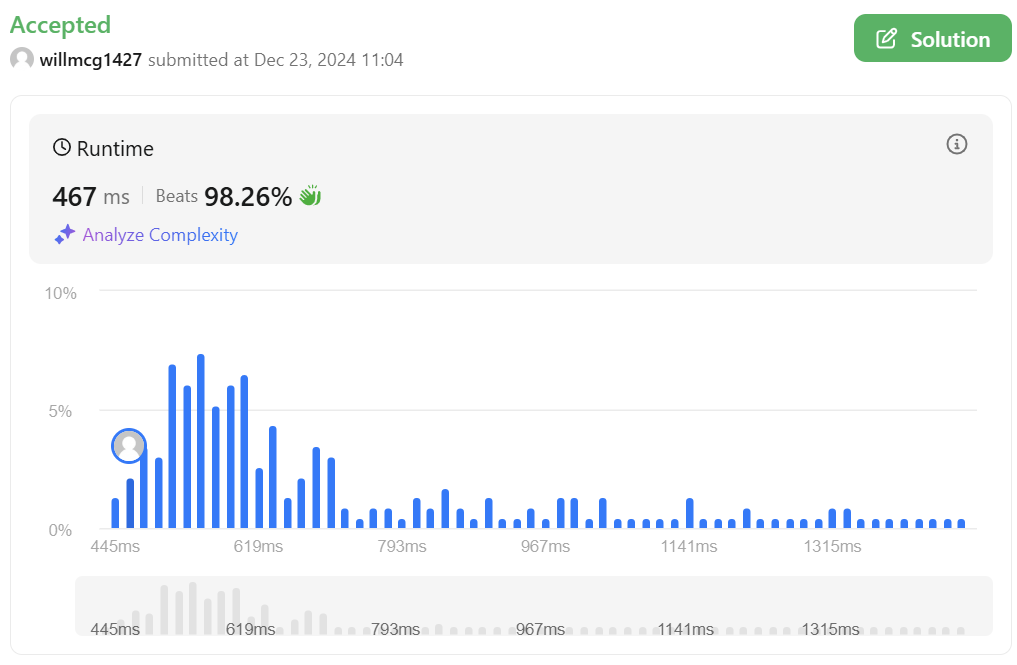 Accepted
willmcg1427 submitted at Dec 23, 2024 11:04
Solution
Runtime
467 ms Beats 98.26%
Analyze Complexity
10%
5%
0%
445ms 619ms 793ms 967ms 1141ms 1315ms
445ms 619ms 793ms 967ms 1141ms 1315ms